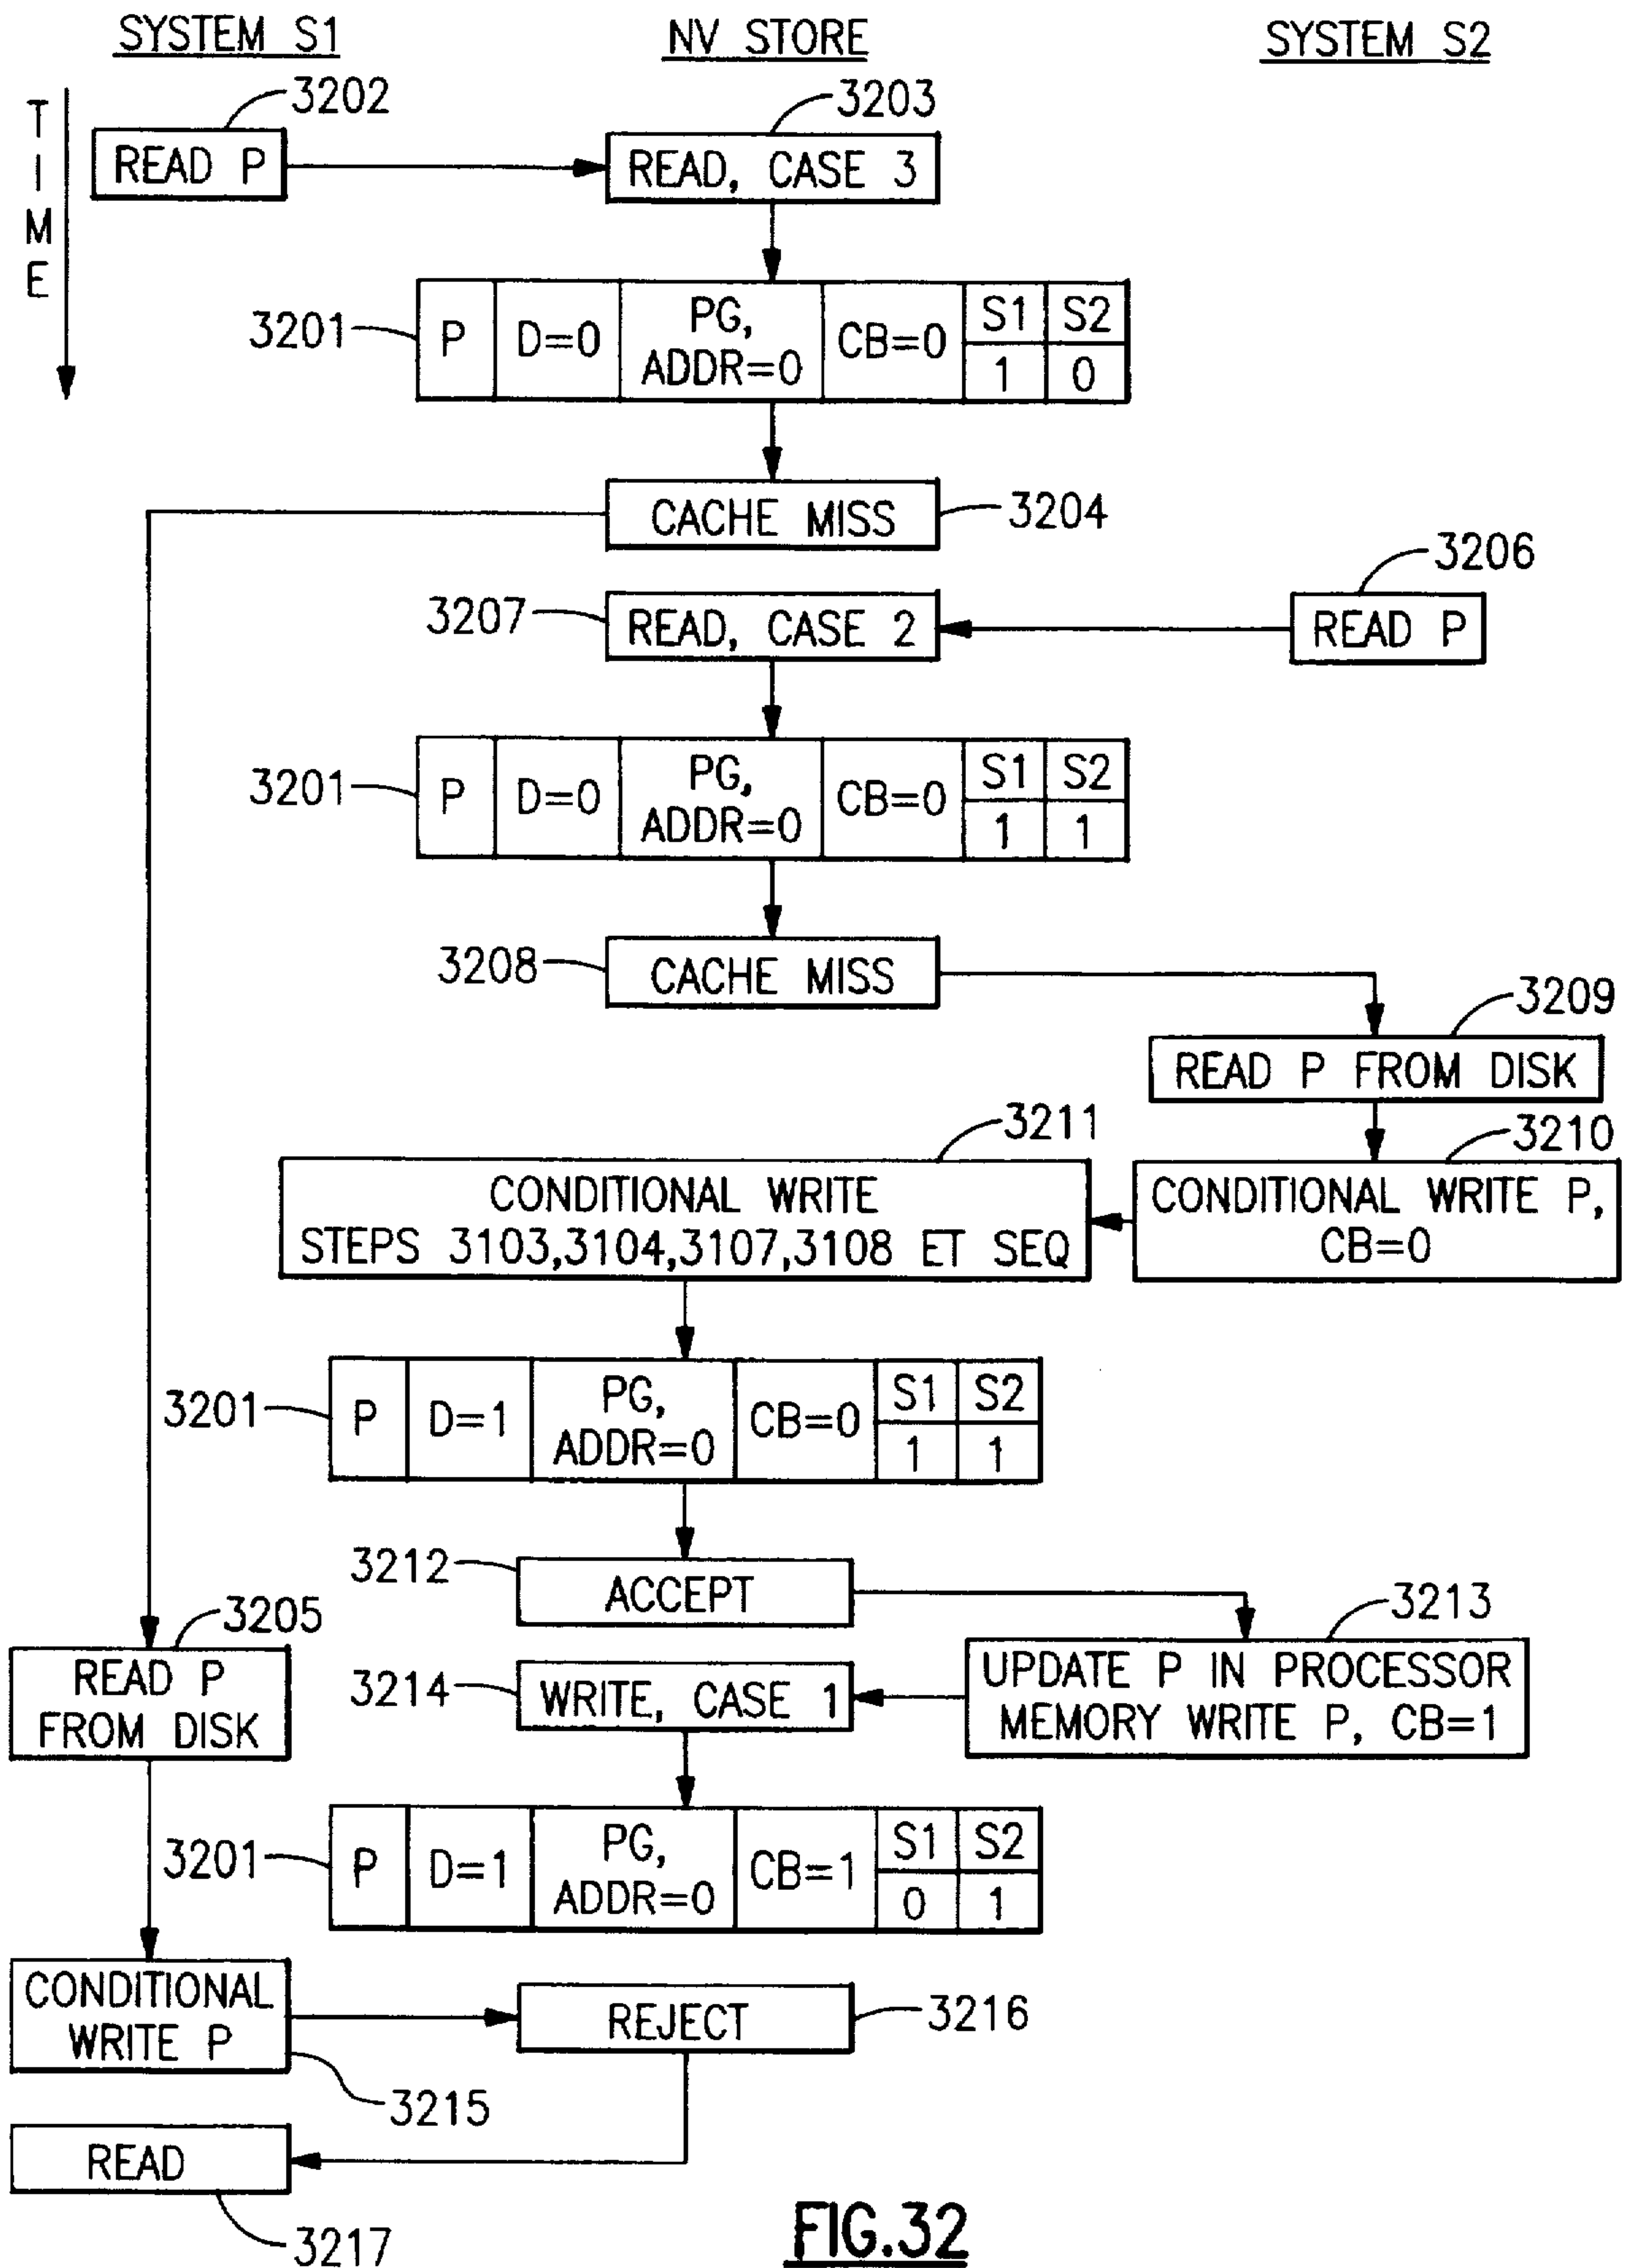 SYSTEM S1
NV STORE
SYSTEM S2
TIME
3202
3203
READ P
READ, CASE 3
3201
P
D=0
PG,
ADDR=0
CB=0
S1
S2
1
0
CACHE MISS
3204
3206
3207
READ, CASE 2
READ P
3201
P
D=0
PG,
ADDR=0
CB=0
S1
S2
1
1
3208
CACHE MISS
3209
READ P FROM DISK
3211
3210
CONDITIONAL WRITE
STEPS 3103,3104,3107,3108 ET SEQ
CONDITIONAL WRITE P,
CB=0
3201
P
D=1
PG,
ADDR=0
CB=0
S1
S2
1
1
3212
ACCEPT
3213
3205
READ P
FROM DISK
3214
WRITE, CASE 1
UPDATE P IN PROCESSOR
MEMORY WRITE P, CB=1
3201
P
D=1
PG,
ADDR=0
CB=1
S1
S2
0
1
CONDITIONAL
WRITE P
REJECT
3216
3215
READ
3217
FIG.32